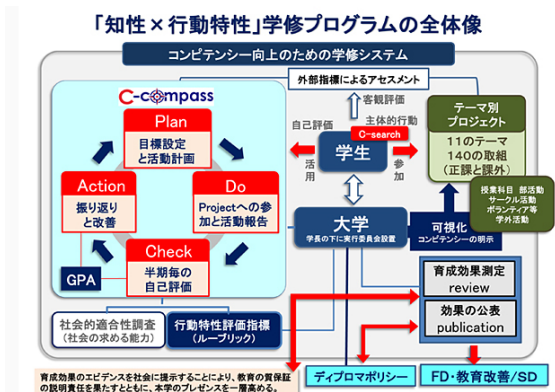 「知性×行動特性」学修プログラムの全体像
コンピテンシー向上のための学修システム
外部指標によるアセスメント
C-compass
Plan
目標設定
と活動計画
Action
振り返り
と改善
Do
Projectへの参
加と活動報告
Check
半期毎の
自己評価
GPA
客観評価
自己評価
主体的行動
C-search
学生
活用
参加
テーマ別
プロジェクト
11のテーマ
140の取組
(正課と課外)
授業科目 部活動
サークル活動
ボランティア等
学外活動
大学
学長の下に実行委員会設置
可視化
コンピテンシーの明示
育成効果測定
review
効果の公表
publication
社会的適合性調査
(社会の求める能力)
行動特性評価指標
(ルーブリック)
育成効果のエビデンスを社会に提示することにより、教育の質保証
の説明責任を果たすとともに、本学のプレゼンスを一層高める。
ディプロマポリシー
FD・教育改善/SD